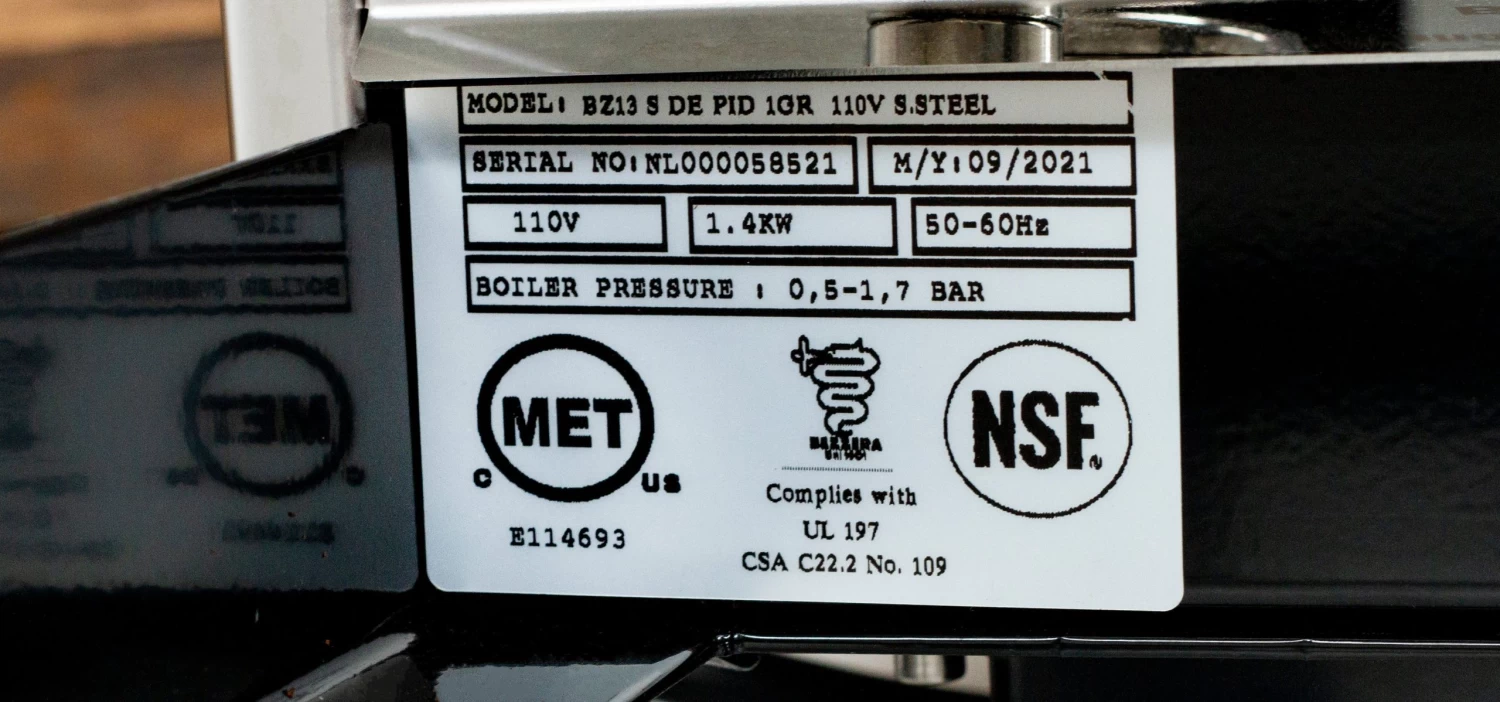 MODEL: BZ13 S DE PID 1GR 110V S.STEEL
SERIAL NO: NL000058521 M/Y: 09/2021
110V 1.4KW 50-60Hz
BOILER PRESSURE : 0,5-1,7 BAR
MET
C US
E114693
BEZZERA
Complies with
UL 197
CSA C22.2 No. 109
NSF